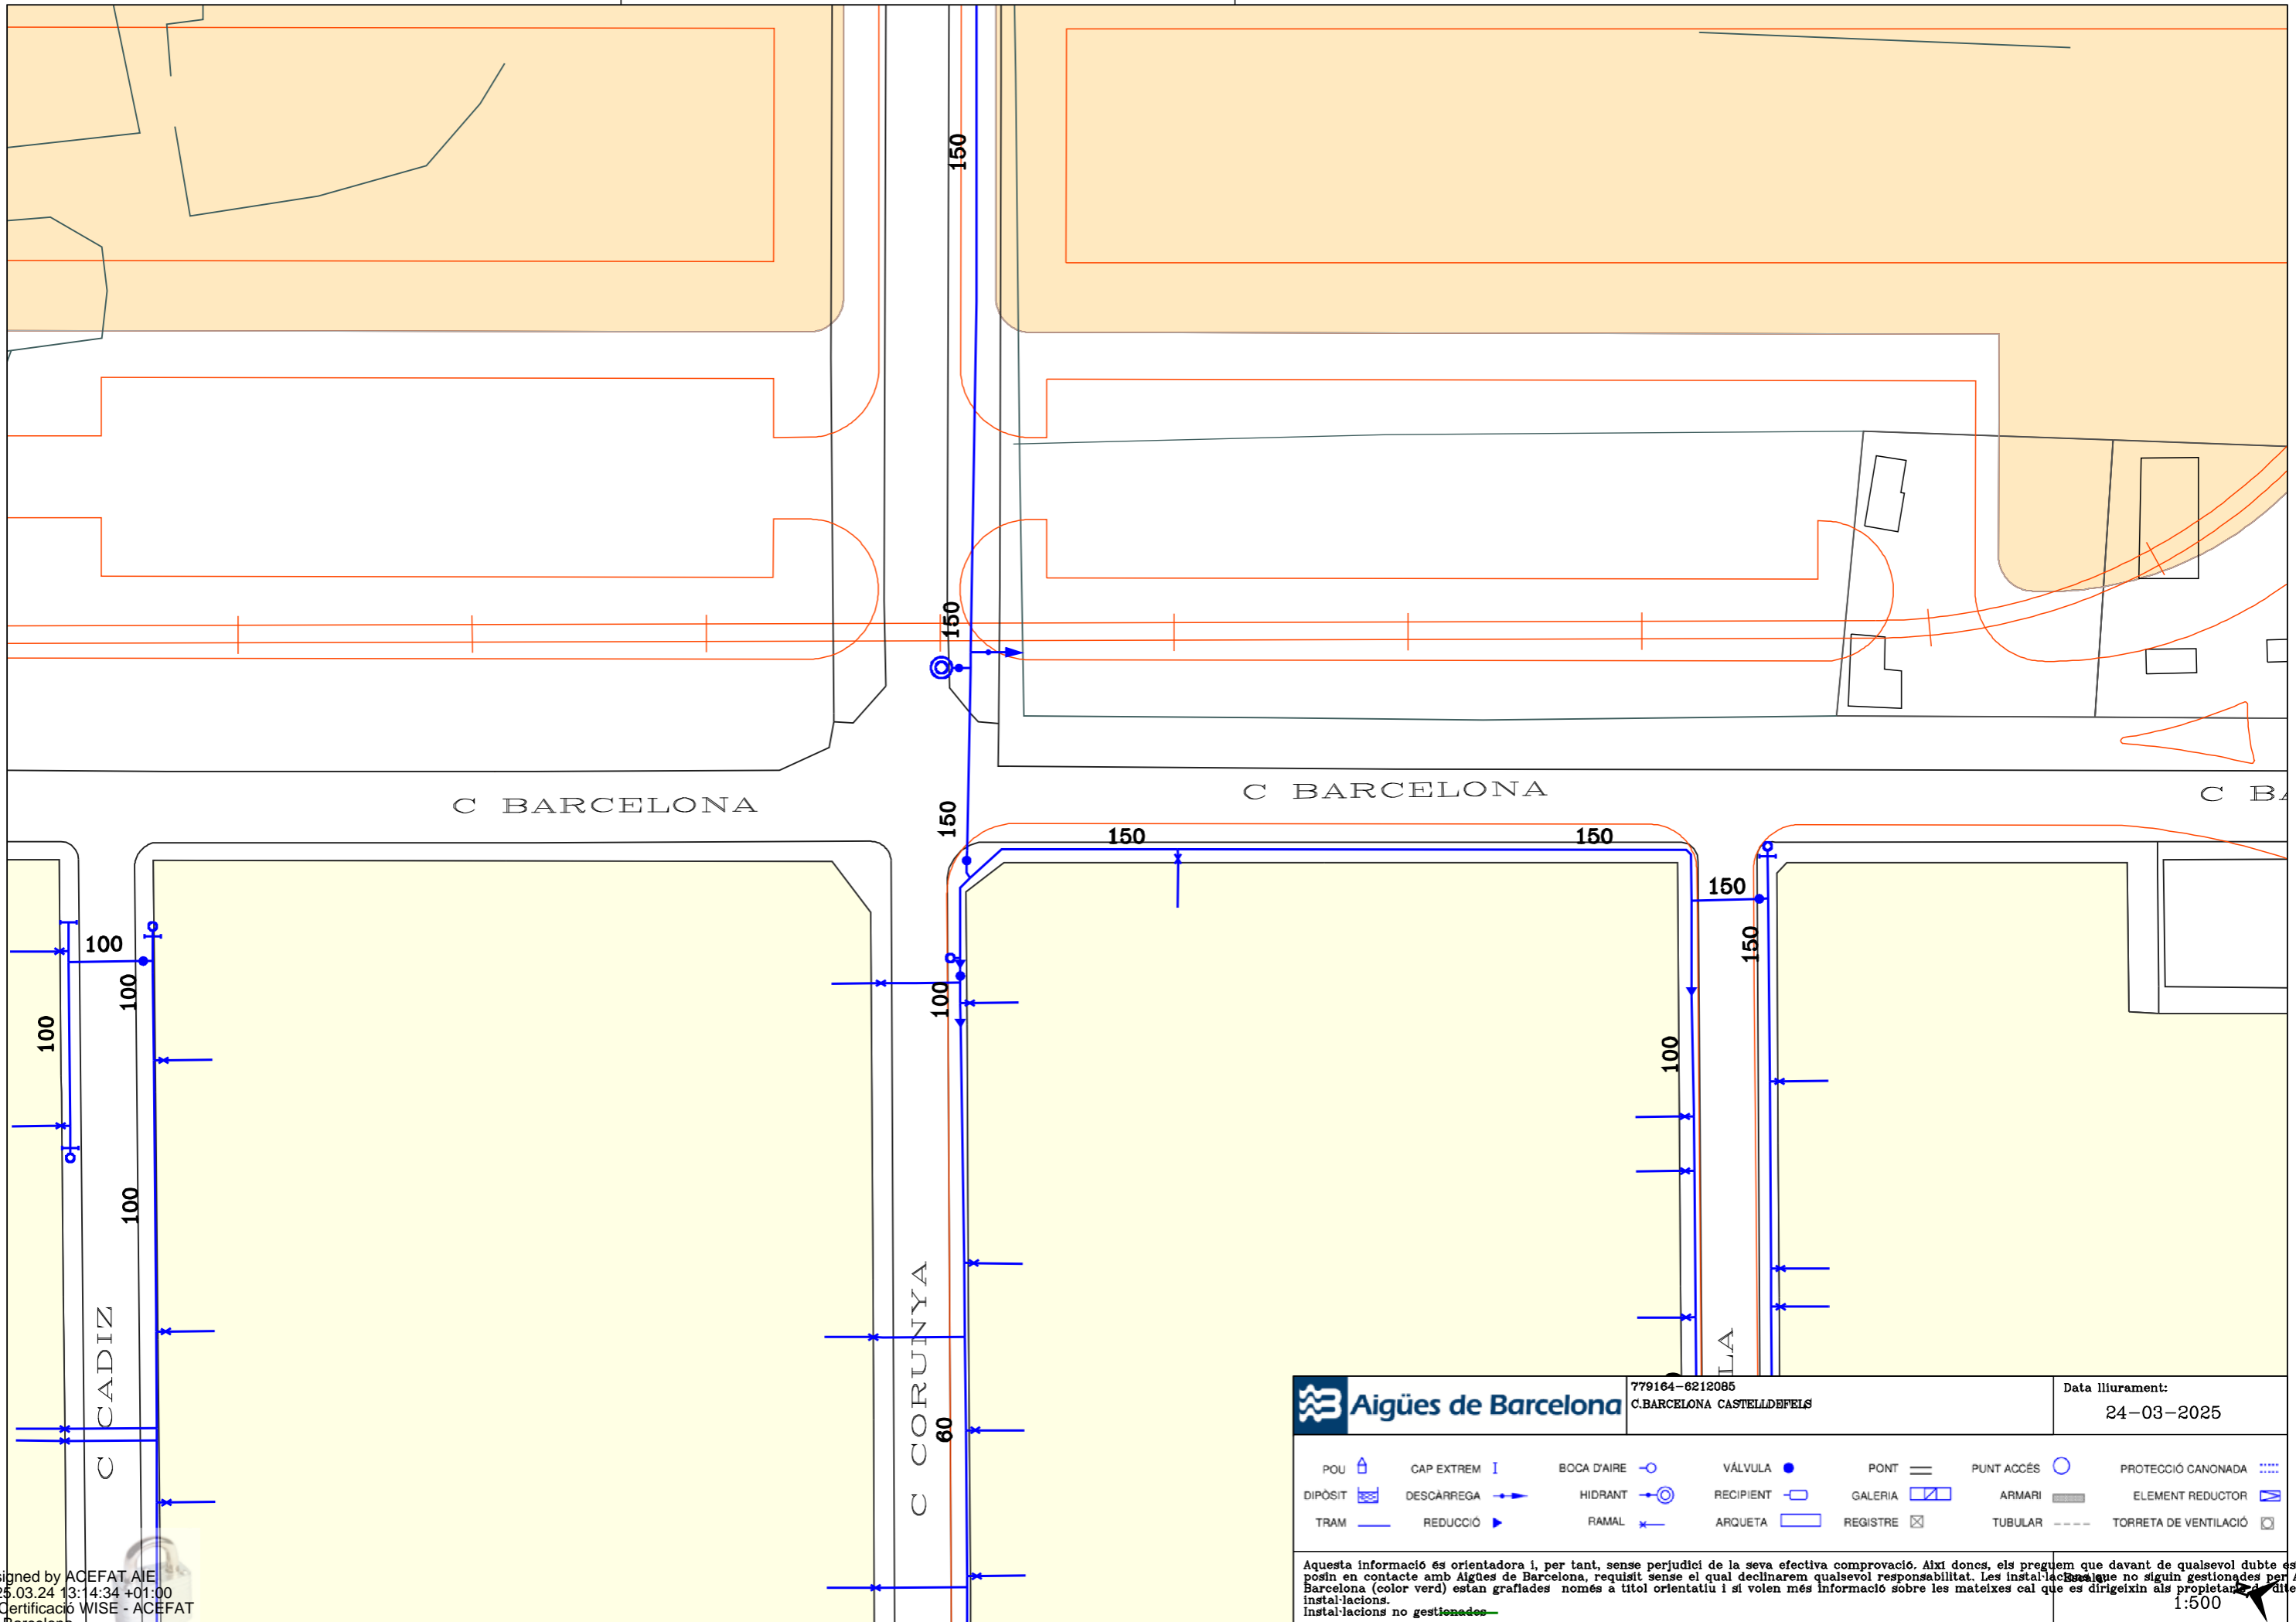 150
150
150
C BARCELONA
C BARCELONA
C BA
150
150
150
150
100
100
100
100
100
100
C CADIZ
C CORUNYA
60
LA
Aigües de Barcelona
779164-6212085
C.BARCELONA CASTELLDEFELS
Data lliurament:
24-03-2025
POU
CAP EXTREM
BOCA D'AIRE
VÀLVULA
PONT
PUNT ACCÉS
PROTECCIÓ CANONADA
DIPÒSIT
DESCÀRREGA
HIDRANT
RECIPIENT
GALERIA
ARMARI
ELEMENT REDUCTOR
TRAM
REDUCCIÓ
RAMAL
ARQUETA
REGISTRE
TUBULAR
TORRETA DE VENTILACIÓ
Aquesta informació és orientadora i, per tant, sense perjudici de la seva efectiva comprovació. Així doncs, els preguem que davant de qualsevol dubte es
posin en contacte amb Aigües de Barcelona, requisit sense el qual declinarem qualsevol responsabilitat. Les instal·lacions que no siguin gestionades per A
Barcelona (color verd) estan grafiades només a títol orientatiu i si volen més informació sobre les mateixes cal que es dirigeixin als propietaris de dites
instal·lacions.
Instal·lacions no gestionades
Escala:
1:500
igned by ACEFAT AIE
25.03.24 13:14:34 +01:00
Certificació WISE - ACEFAT
Barcelona